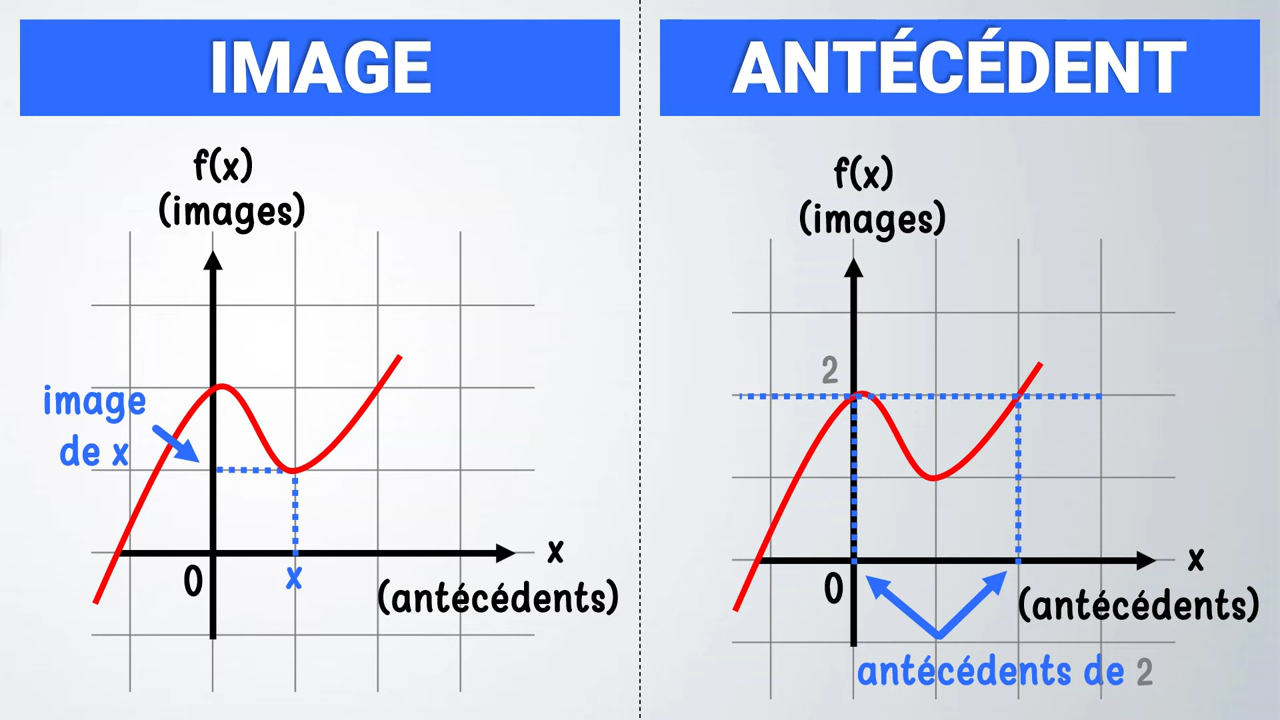 IMAGE
f(x)
(images)
image
de x
0
x
x
(antécédents)
ANTÉCÉDENT
f(x)
(images)
2
0
x
(antécédents)
antécédents de 2